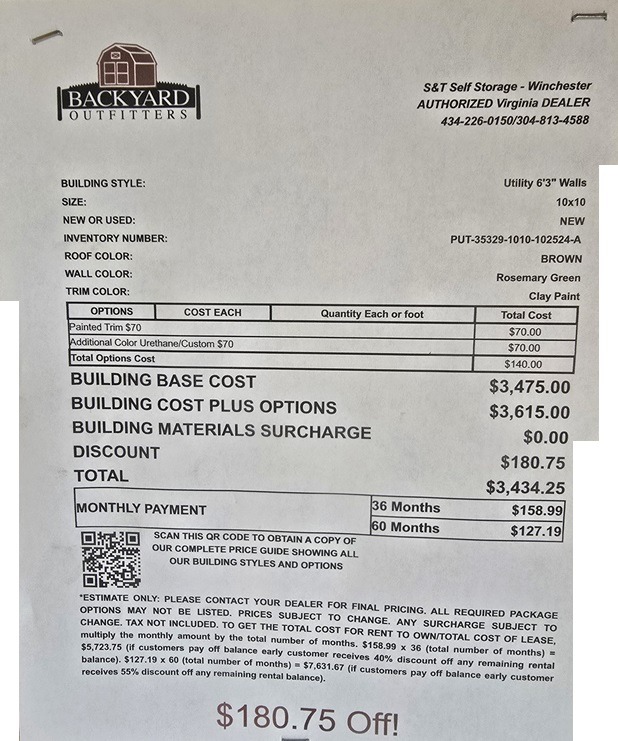 BACKYARD
OUTFITTERS
S&T Self Storage - Winchester
AUTHORIZED Virginia DEALER
434-226-0150/304-813-4588
BUILDING STYLE: Utility 6'3" Walls
SIZE: 10x10
NEW OR USED: NEW
INVENTORY NUMBER: PUT-35329-1010-102524-A
ROOF COLOR: BROWN
WALL COLOR: Rosemary Green
TRIM COLOR: Clay Paint
OPTIONS COST EACH Quantity Each or foot Total Cost
Painted Trim $70 $70.00
Additional Color Urethane/Custom $70 $70.00
Total Options Cost $140.00
BUILDING BASE COST $3,475.00
BUILDING COST PLUS OPTIONS $3,615.00
BUILDING MATERIALS SURCHARGE $0.00
DISCOUNT $180.75
TOTAL $3,434.25
MONTHLY PAYMENT 36 Months $158.99
60 Months $127.19
SCAN THIS QR CODE TO OBTAIN A COPY OF
OUR COMPLETE PRICE GUIDE SHOWING ALL
OUR BUILDING STYLES AND OPTIONS
*ESTIMATE ONLY: PLEASE CONTACT YOUR DEALER FOR FINAL PRICING. ALL REQUIRED PACKAGE
OPTIONS MAY NOT BE LISTED. PRICES SUBJECT TO CHANGE. ANY SURCHARGE SUBJECT TO
CHANGE. TAX NOT INCLUDED. TO GET THE TOTAL COST FOR RENT TO OWN/TOTAL COST OF LEASE,
multiply the monthly amount by the total number of months. $158.99 x 36 (total number of months) =
$5,723.75 (if customers pay off balance early customer receives 40% discount off any remaining rental
balance). $127.19 x 60 (total number of months) = $7,631.67 (if customers pay off balance early customer
receives 55% discount off any remaining rental balance).
$180.75 Off!